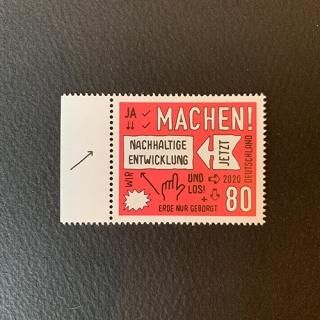 JA MACHEN!
NACHHALTIGE
ENTWICKLUNG
JETZT
DEUTSCHLAND
WIR
UND
LOS!
2020
ERDE NUR GEBORGT
80